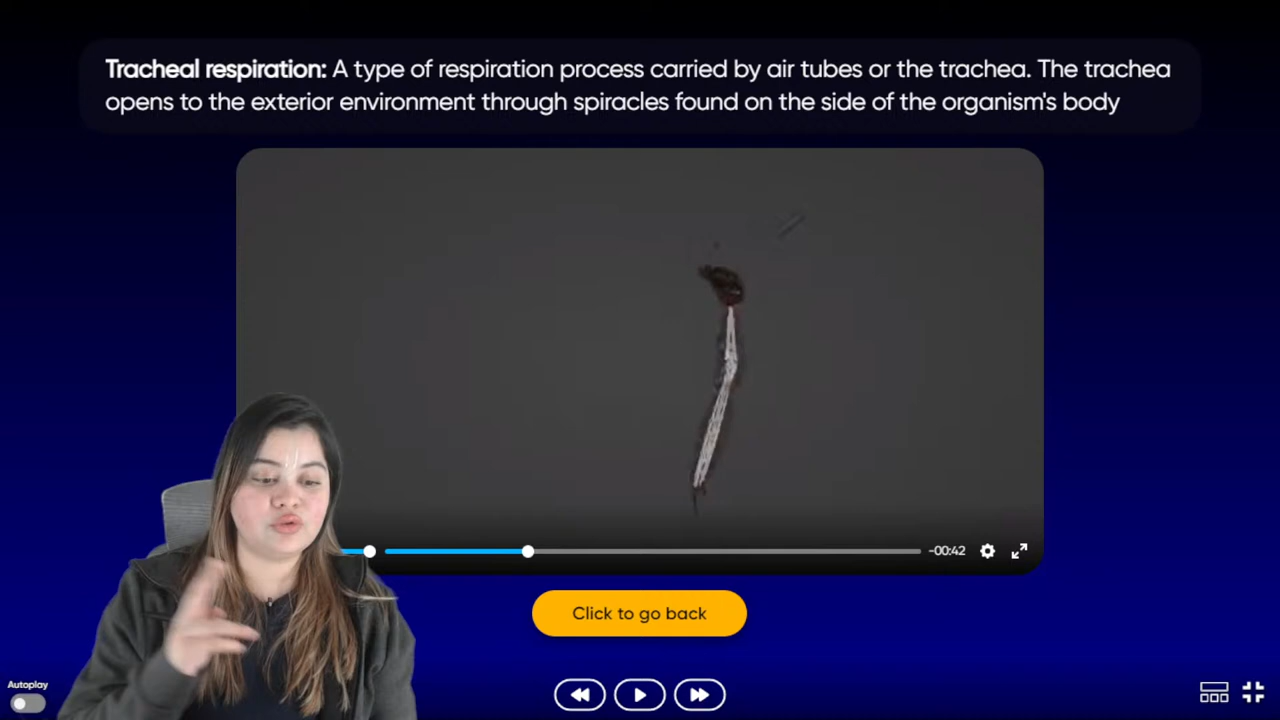 Tracheal respiration: A type of respiration process carried by air tubes or the trachea. The trachea
opens to the exterior environment through spiracles found on the side of the organism's body
-00:42
Click to go back
Autoplay